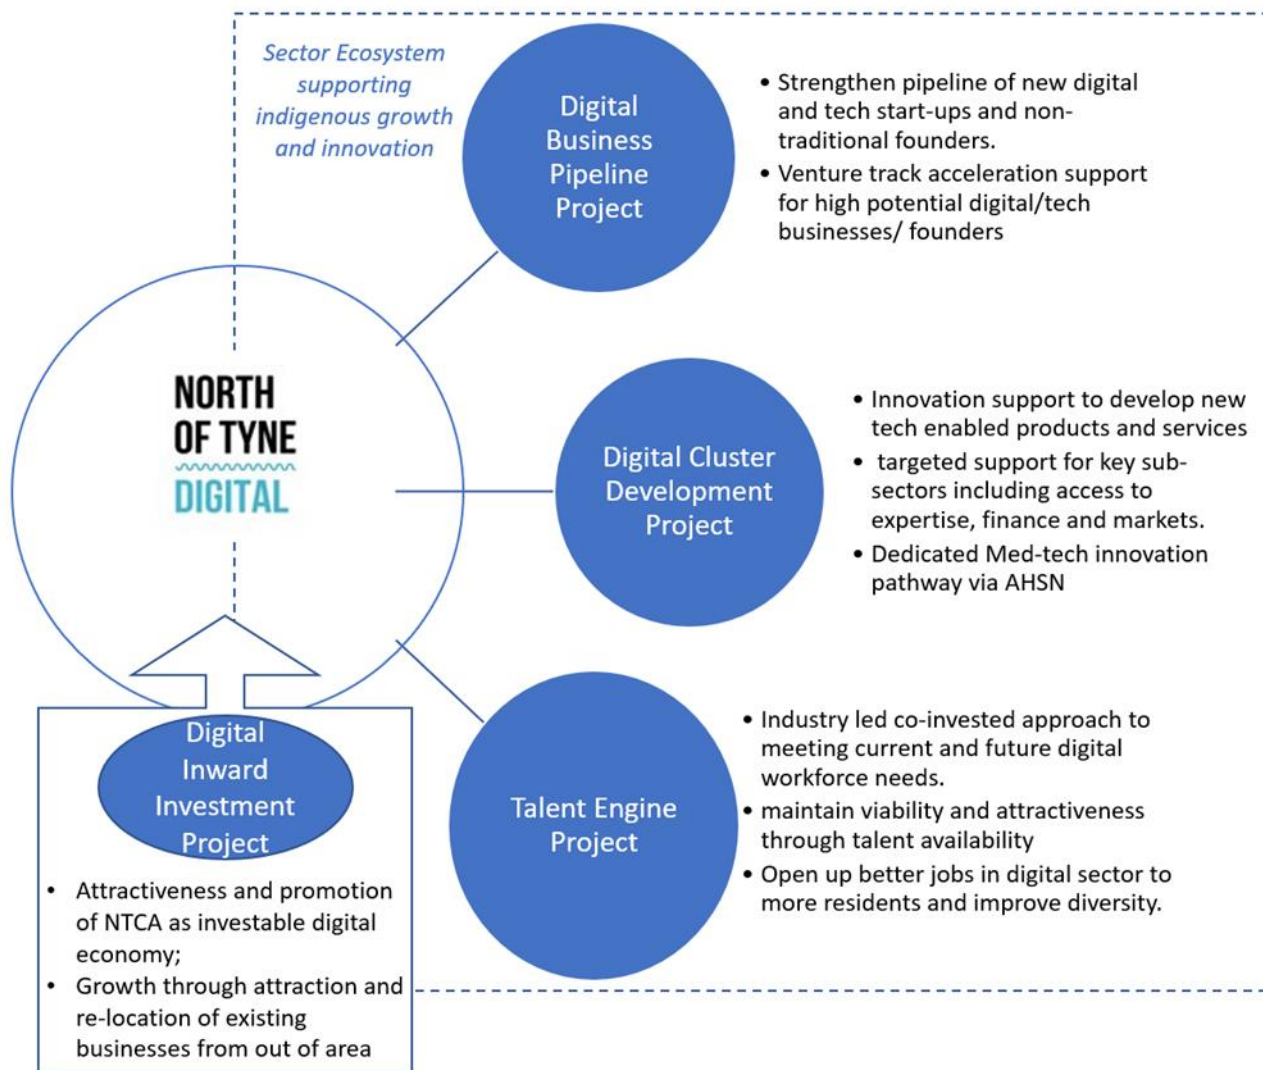 Sector Ecosystem
supporting
indigenous growth
and innovation
Digital
Business
Pipeline
Project
• Strengthen pipeline of new digital
and tech start-ups and non-
traditional founders.
• Venture track acceleration support
for high potential digital/tech
businesses/ founders
NORTH
OF TYNE
DIGITAL
Digital Cluster
Development
Project
• Innovation support to develop new
tech enabled products and services
• targeted support for key sub-
sectors including access to
expertise, finance and markets.
• Dedicated Med-tech innovation
pathway via AHSN
Talent Engine
Project
• Industry led co-invested approach to
meeting current and future digital
workforce needs.
• maintain viability and attractiveness
through talent availability
• Open up better jobs in digital sector to
more residents and improve diversity.
Digital
Inward
Investment
Project
• Attractiveness and promotion
of NTCA as investable digital
economy;
• Growth through attraction and
re-location of existing
businesses from out of area